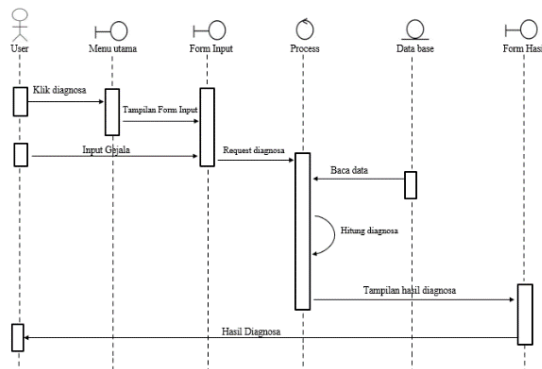 User Menu utama Form Input Process Data base Form Hasi
Klik diagnosa
Tampilan Form Input
Input Gejala
Request diagnosa
Baca data
Hitung diagnosa
Tampilan hasil diagnosa
Hasil Diagnosa